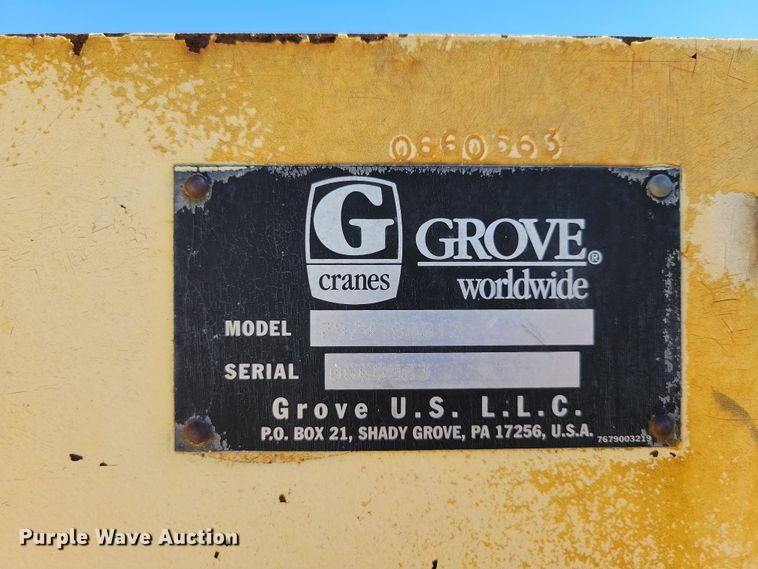 0660563
G
cranes
GROVE®
worldwide
MODEL
SERIAL
Grove U.S. L.L.C.
P.O. BOX 21, SHADY GROVE, PA 17256, U.S.A.
7679003219
Purple Wave Auction